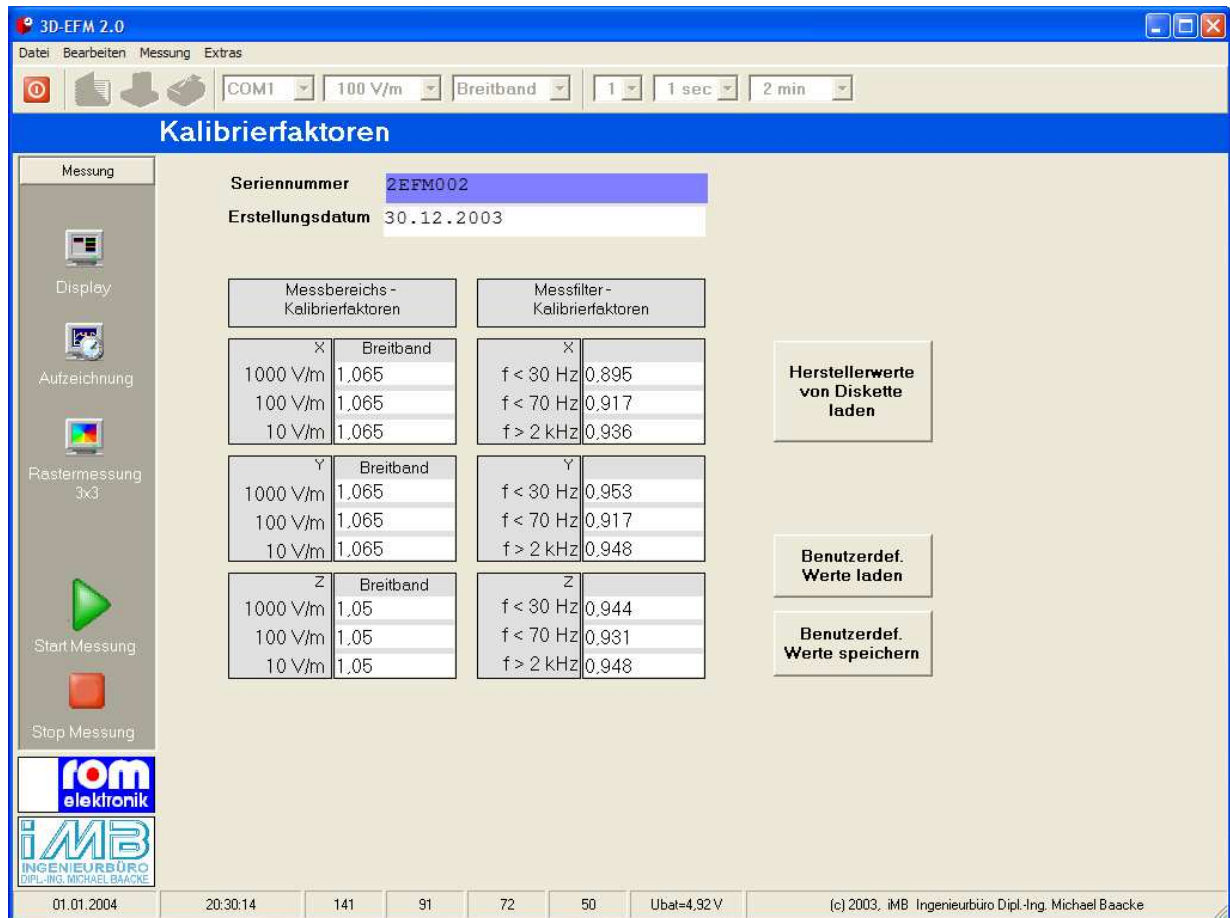 3D-EFM 2.0
Datei Bearbeiten Messung Extras
COM1 100 V/m Breitband 1 1 sec 2 min
Kalibrierfaktoren
Messung
Display
Aufzeichnung
Rastermessung
3x3
Start Messung
Stop Messung
rom
elektronik
iMB
INGENIEURBÜRO
DIPL.-ING. MICHAEL BAACKE
Seriennummer 2EFM002
Erstellungsdatum 30.12.2003
Messbereichs -
Kalibrierfaktoren
X Breitband
1000 V/m 1,065
100 V/m 1,065
10 V/m 1,065
Y Breitband
1000 V/m 1,065
100 V/m 1,065
10 V/m 1,065
Z Breitband
1000 V/m 1,05
100 V/m 1,05
10 V/m 1,05
Messfilter -
Kalibrierfaktoren
X
f < 30 Hz 0,895
f < 70 Hz 0,917
f > 2 kHz 0,936
Y
f < 30 Hz 0,953
f < 70 Hz 0,917
f > 2 kHz 0,948
Z
f < 30 Hz 0,944
f < 70 Hz 0,931
f > 2 kHz 0,948
Herstellerwerte
von Diskette
laden
Benutzerdef.
Werte laden
Benutzerdef.
Werte speichern
01.01.2004 20:30:14 141 91 72 50 Ubat=4,92 V (c) 2003, iMB Ingenieurbüro Dipl.-Ing. Michael Baacke